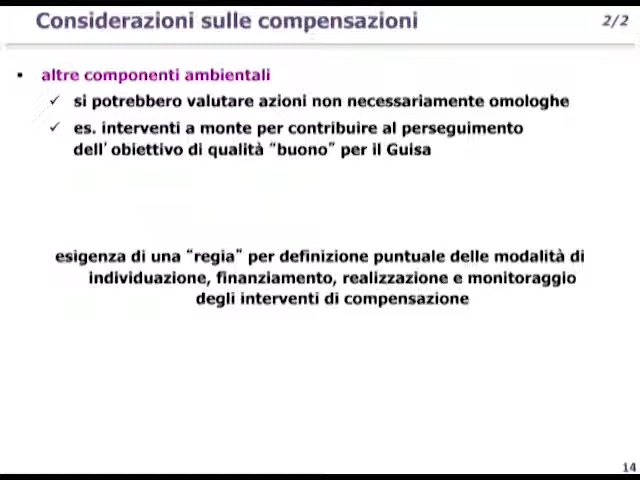 Considerazioni sulle compensazioni 2/2
▪ altre componenti ambientali
✓ si potrebbero valutare azioni non necessariamente omologhe
✓ es. interventi a monte per contribuire al perseguimento
dell'obiettivo di qualità "buono" per il Guisa
esigenza di una "regia" per definizione puntuale delle modalità di
individuazione, finanziamento, realizzazione e monitoraggio
degli interventi di compensazione
14